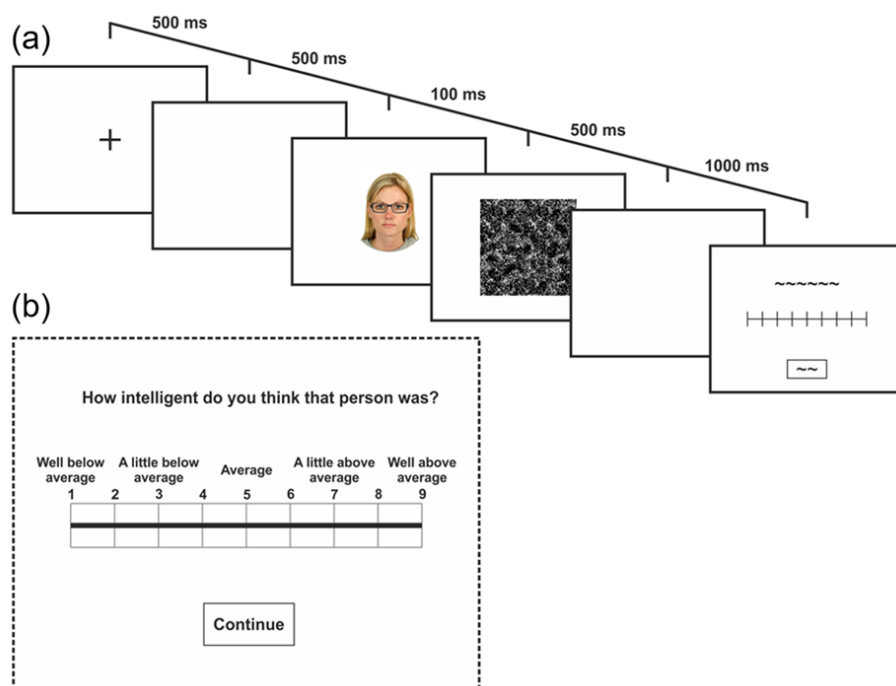 (a)
500 ms
500 ms
100 ms
500 ms
1000 ms
+
~~~~~~
~~
(b)
How intelligent do you think that person was?
Well below average
A little below average
Average
A little above average
Well above average
1 2 3 4 5 6 7 8 9
Continue